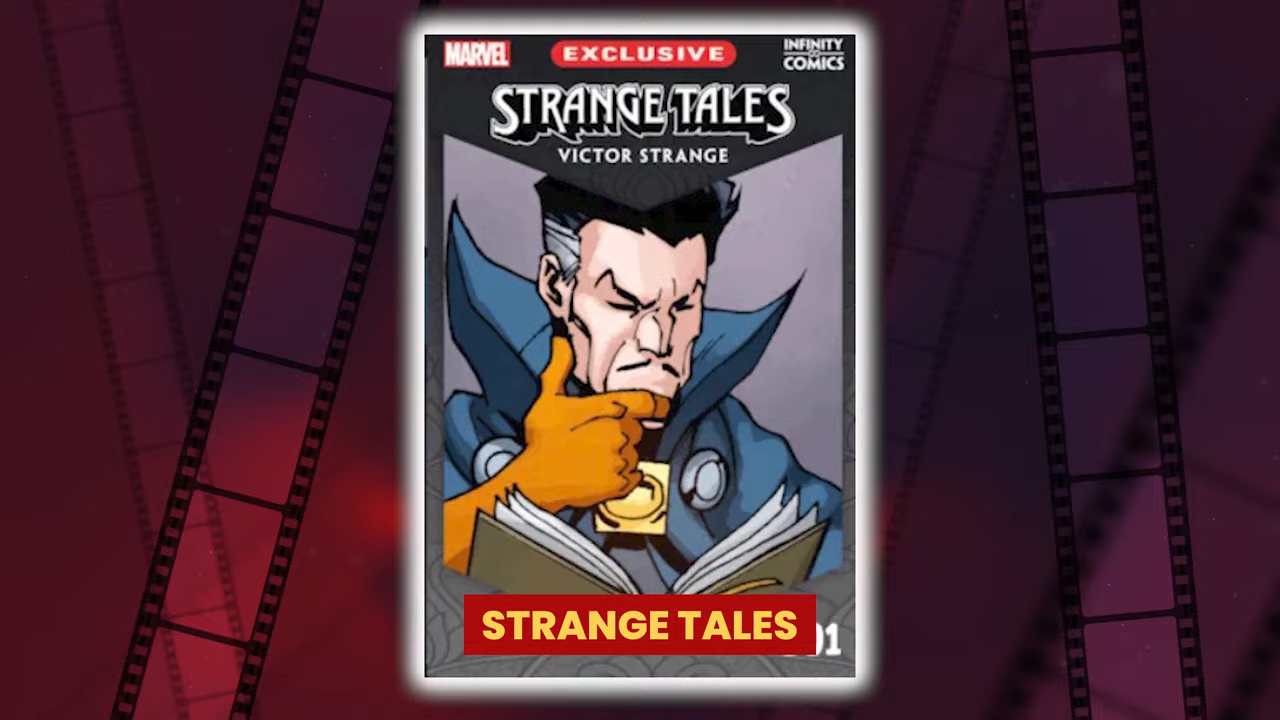 MARVEL
EXCLUSIVE
INFINITY
COMICS
STRANGE TALES
VICTOR STRANGE
STRANGE TALES